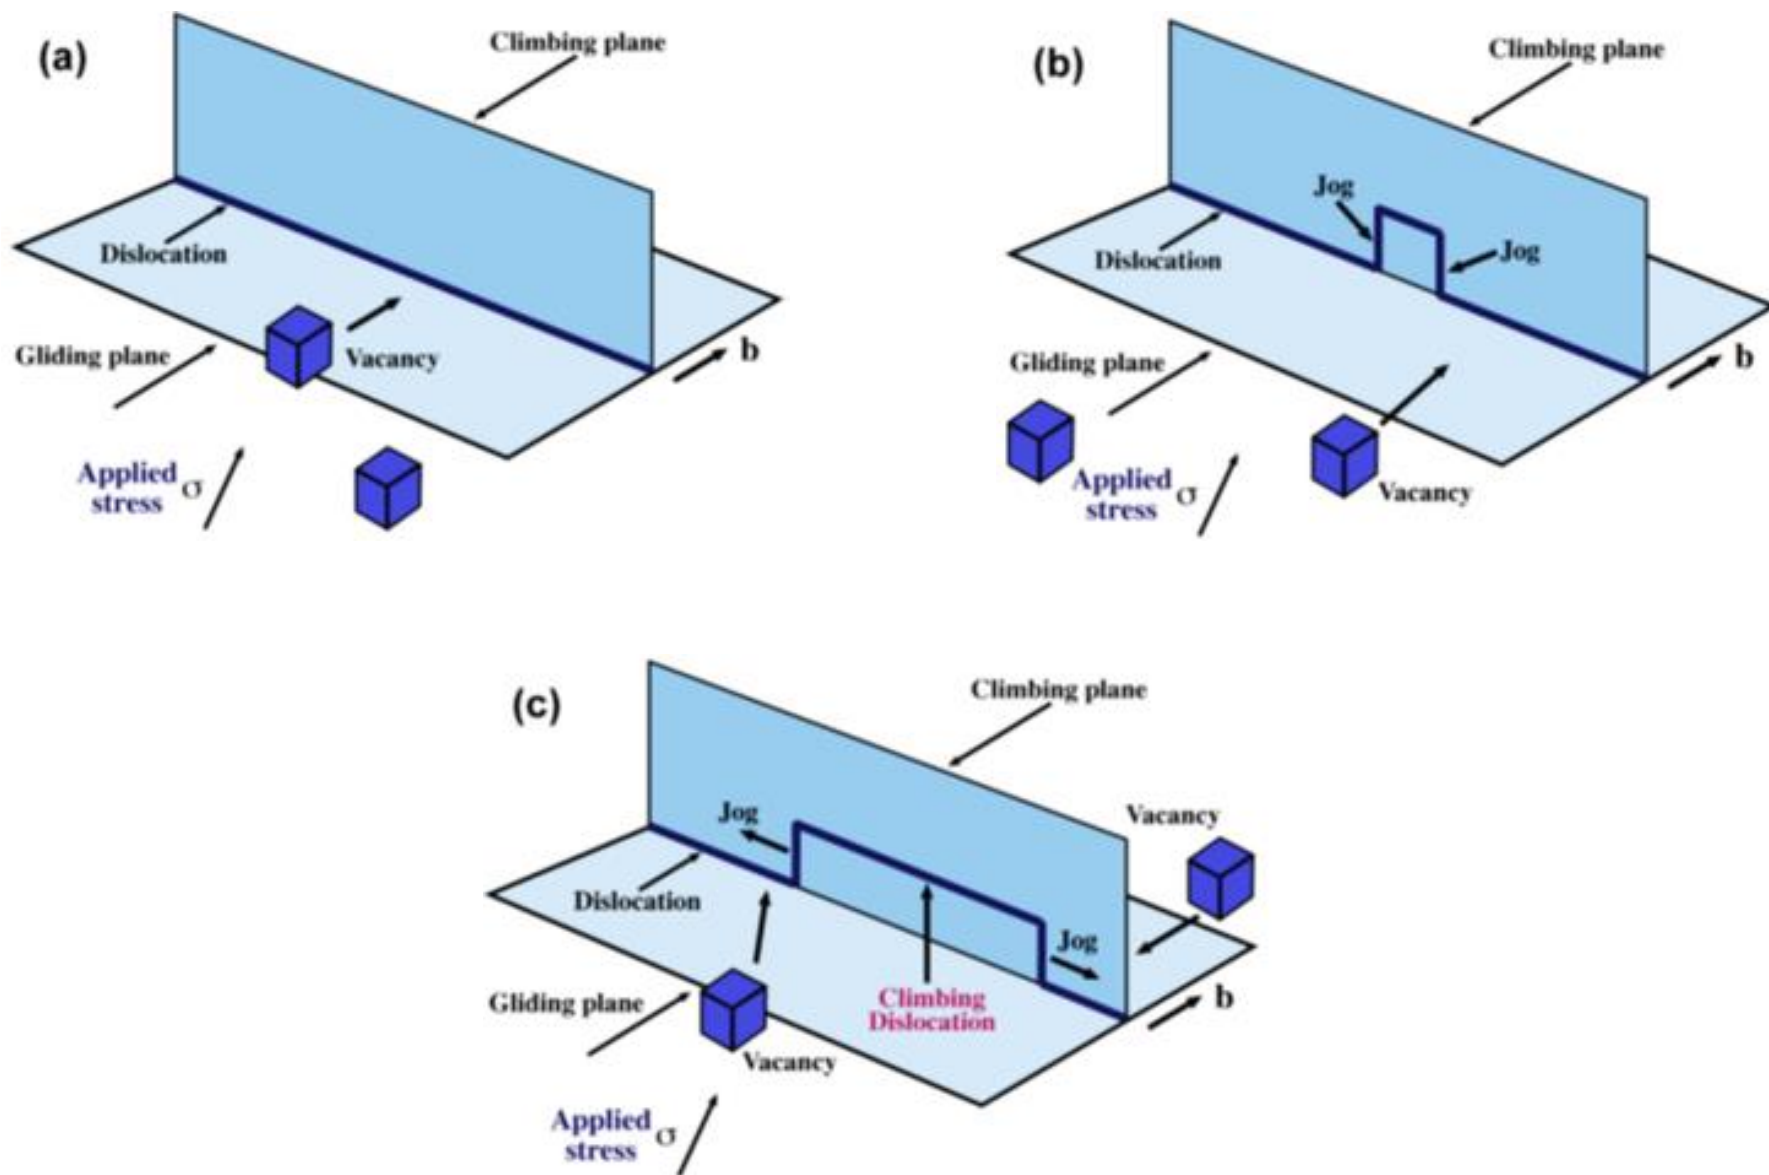 (a)
Climbing plane
Dislocation
Gliding plane
Vacancy
b
Applied
stress σ
(b)
Climbing plane
Jog
Jog
Dislocation
Gliding plane
b
Applied
stress σ
Vacancy
(c)
Climbing plane
Vacancy
Jog
Dislocation
Jog
Gliding plane
Climbing
Dislocation
b
Vacancy
Applied
stress σ